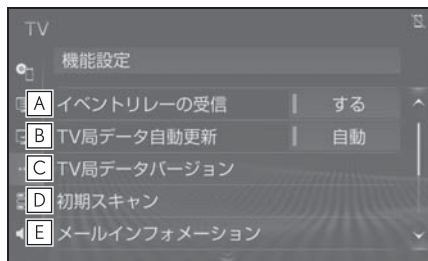 TV
機能設定
A イベントリレーの受信 する
B TV局データ自動更新 自動
C TV局データバージョン
D 初期スキャン
E メールインフォメーション